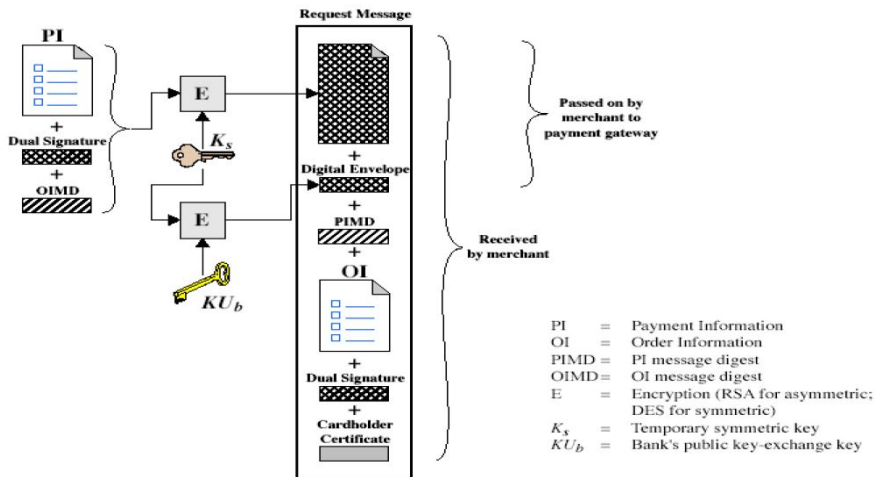 Request Message
PI
+
Dual Signature
+
OIMD
E
Ks
E
KUb
+
Digital Envelope
+
PIMD
+
OI
+
Dual Signature
+
Cardholder
Certificate
Passed on by
merchant to
payment gateway
Received
by merchant
PI = Payment Information
OI = Order Information
PIMD = PI message digest
OIMD = OI message digest
E = Encryption (RSA for asymmetric;
DES for symmetric)
Ks = Temporary symmetric key
KUb = Bank's public key-exchange key